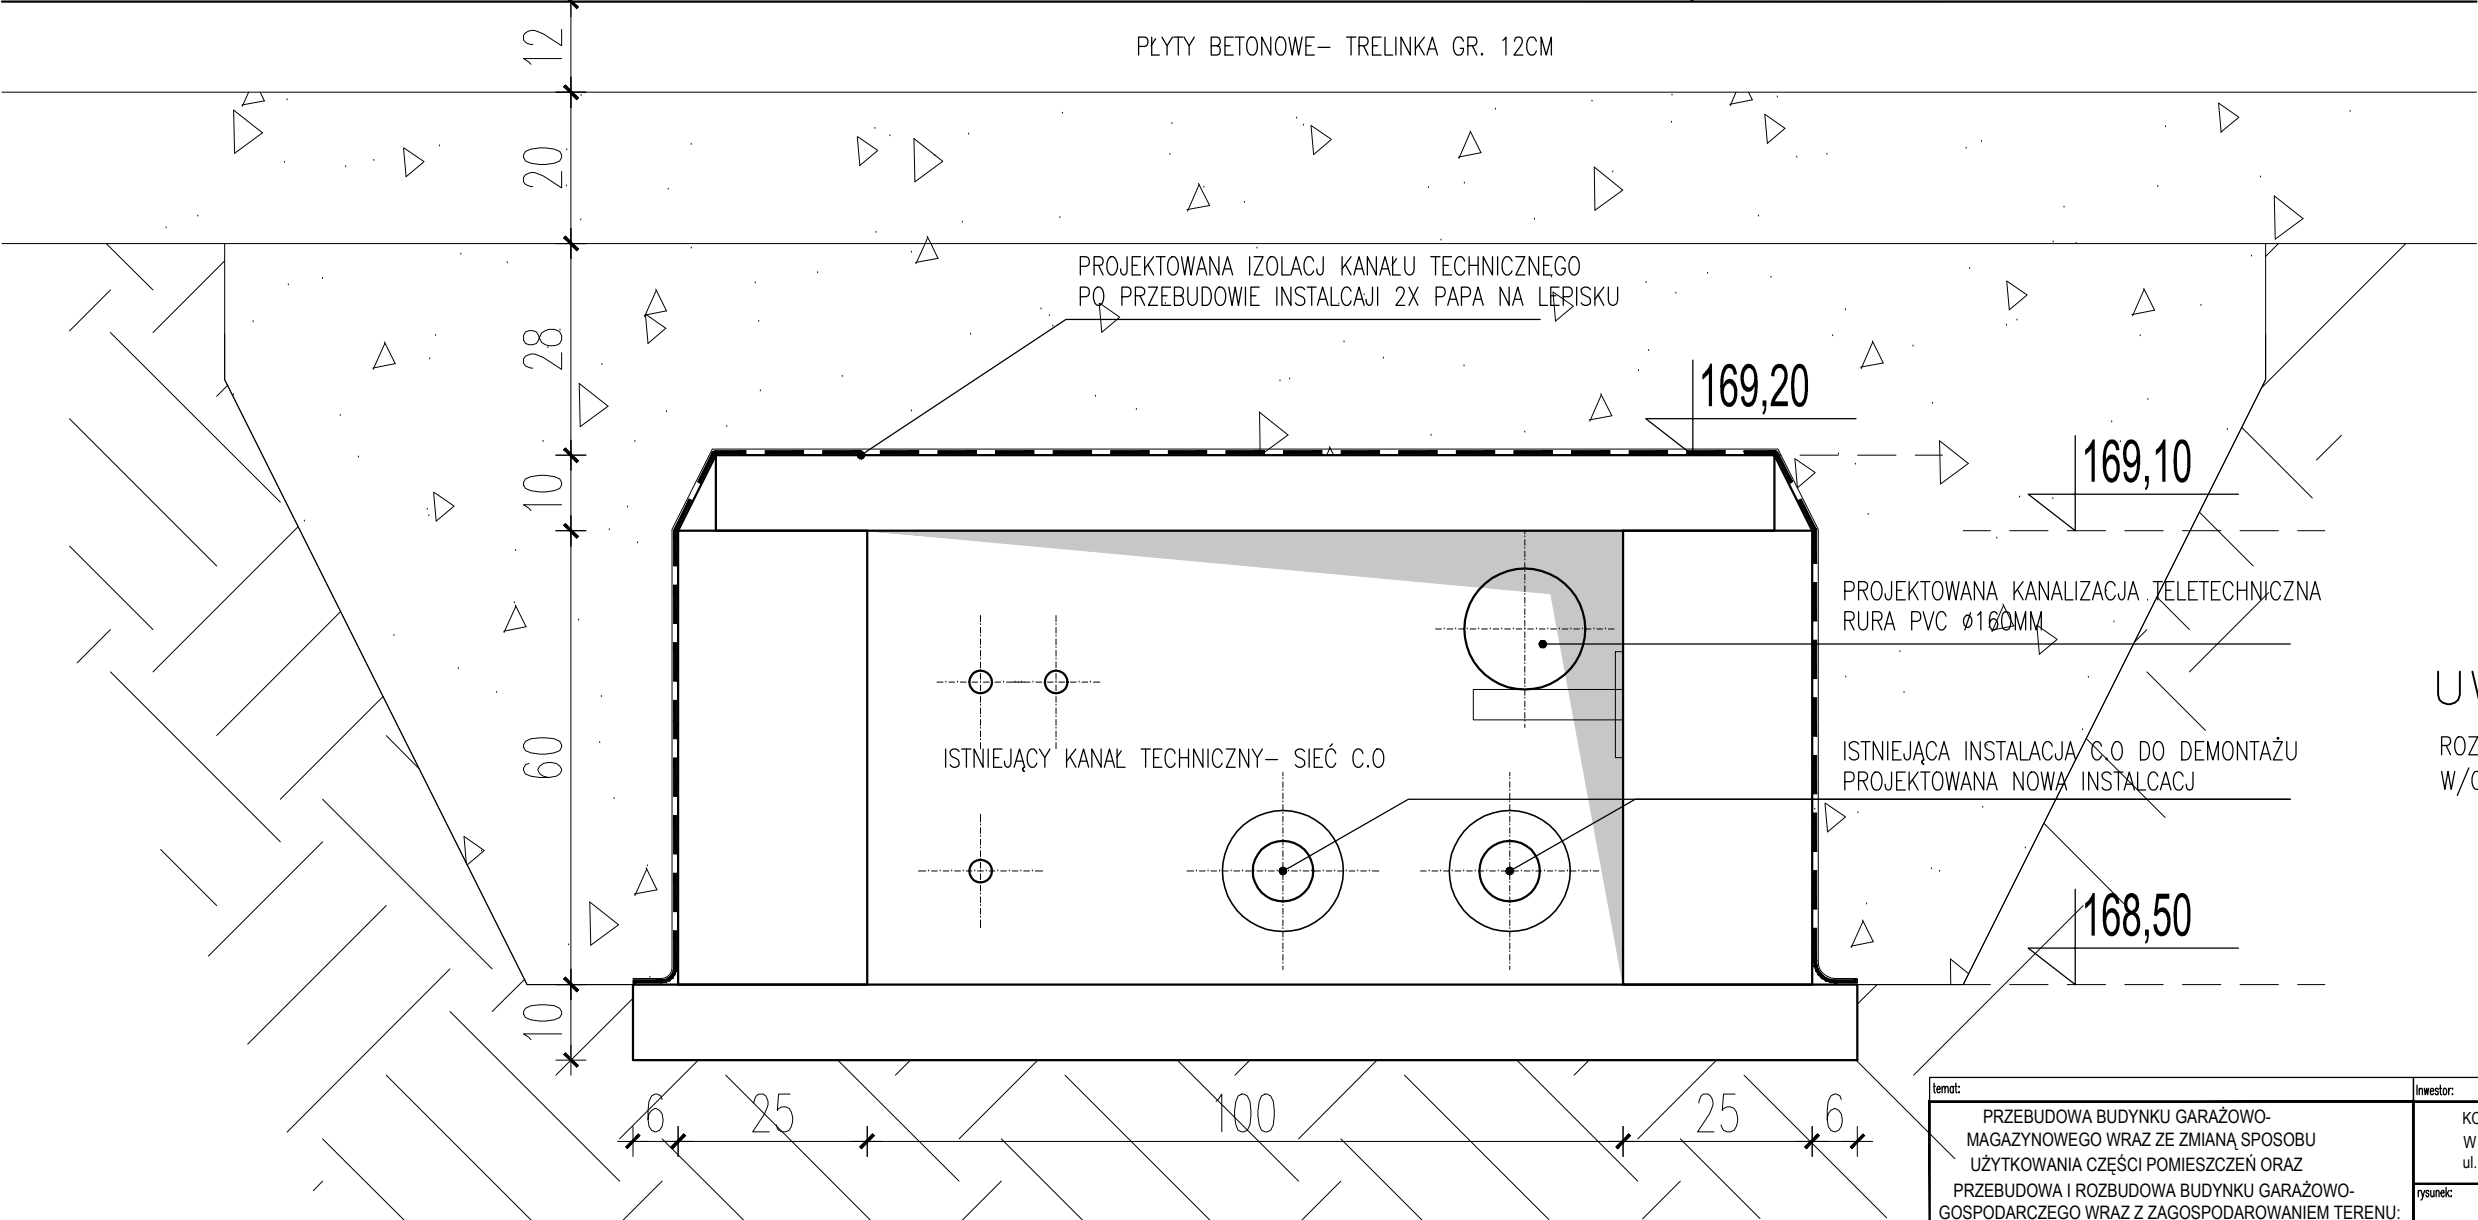 12
PŁYTY BETONOWE– TRELINKA GR. 12CM
20
PROJEKTOWANA IZOLACJ KANAŁU TECHNICZNEGO
PO PRZEBUDOWIE INSTALCAJI 2X PAPA NA LEPISKU
28
169,20
169,10
10
PROJEKTOWANA KANALIZACJA TELETECHNICZNA
RURA PVC ø160MM
60
ISTNIEJĄCY KANAŁ TECHNICZNY– SIEĆ C.O
ISTNIEJĄCA INSTALACJA C.O DO DEMONTAŻU
PROJEKTOWANA NOWA INSTALCACJ
ROZ
168,50
10
6 25 100 25 6
temat:
PRZEBUDOWA BUDYNKU GARAŻOWO-
MAGAZYNOWEGO WRAZ ZE ZMIANĄ SPOSOBU
UŻYTKOWANIA CZĘŚCI POMIESZCZEŃ ORAZ
PRZEBUDOWA I ROZBUDOWA BUDYNKU GARAŻOWO-
GOSPODARCZEGO WRAZ Z ZAGOSPODAROWANIEM TERENU:
Inwestor:
KO
W
ul.
rysunek: